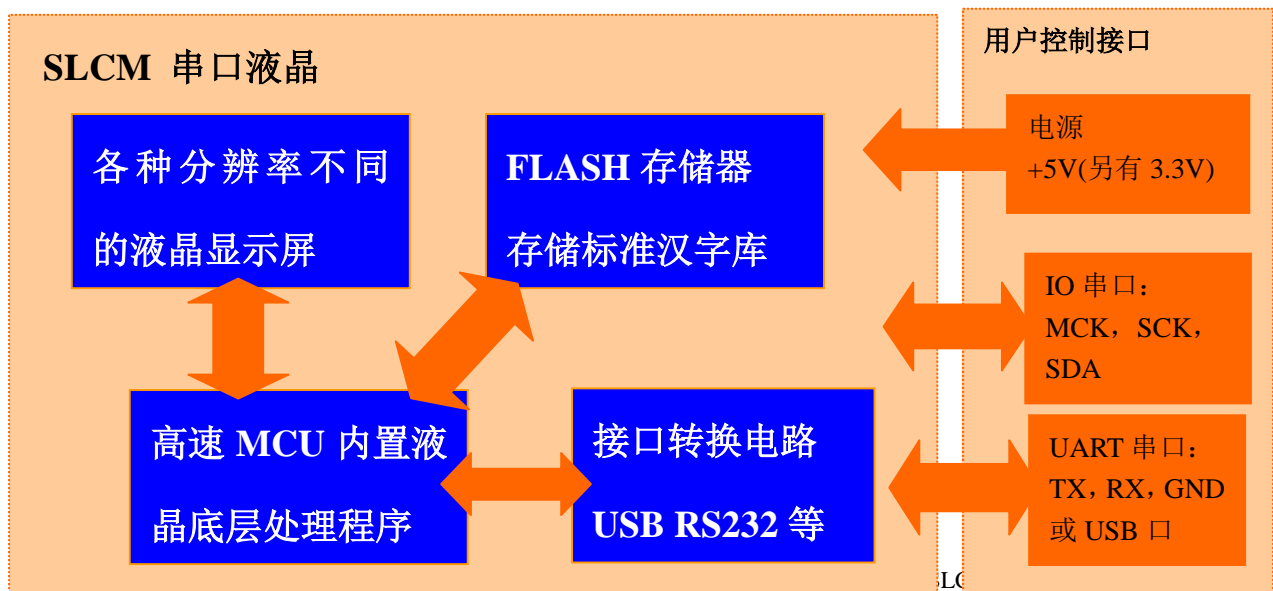 SLCM 串口液晶
各种分辨率不同
的液晶显示屏
FLASH 存储器
存储标准汉字库
高速 MCU 内置液
晶底层处理程序
接口转换电路
USB RS232 等
用户控制接口
电源
+5V(另有 3.3V)
IO 串口：
MCK，SCK，
SDA
UART 串口：
TX，RX，GND
或 USB 口